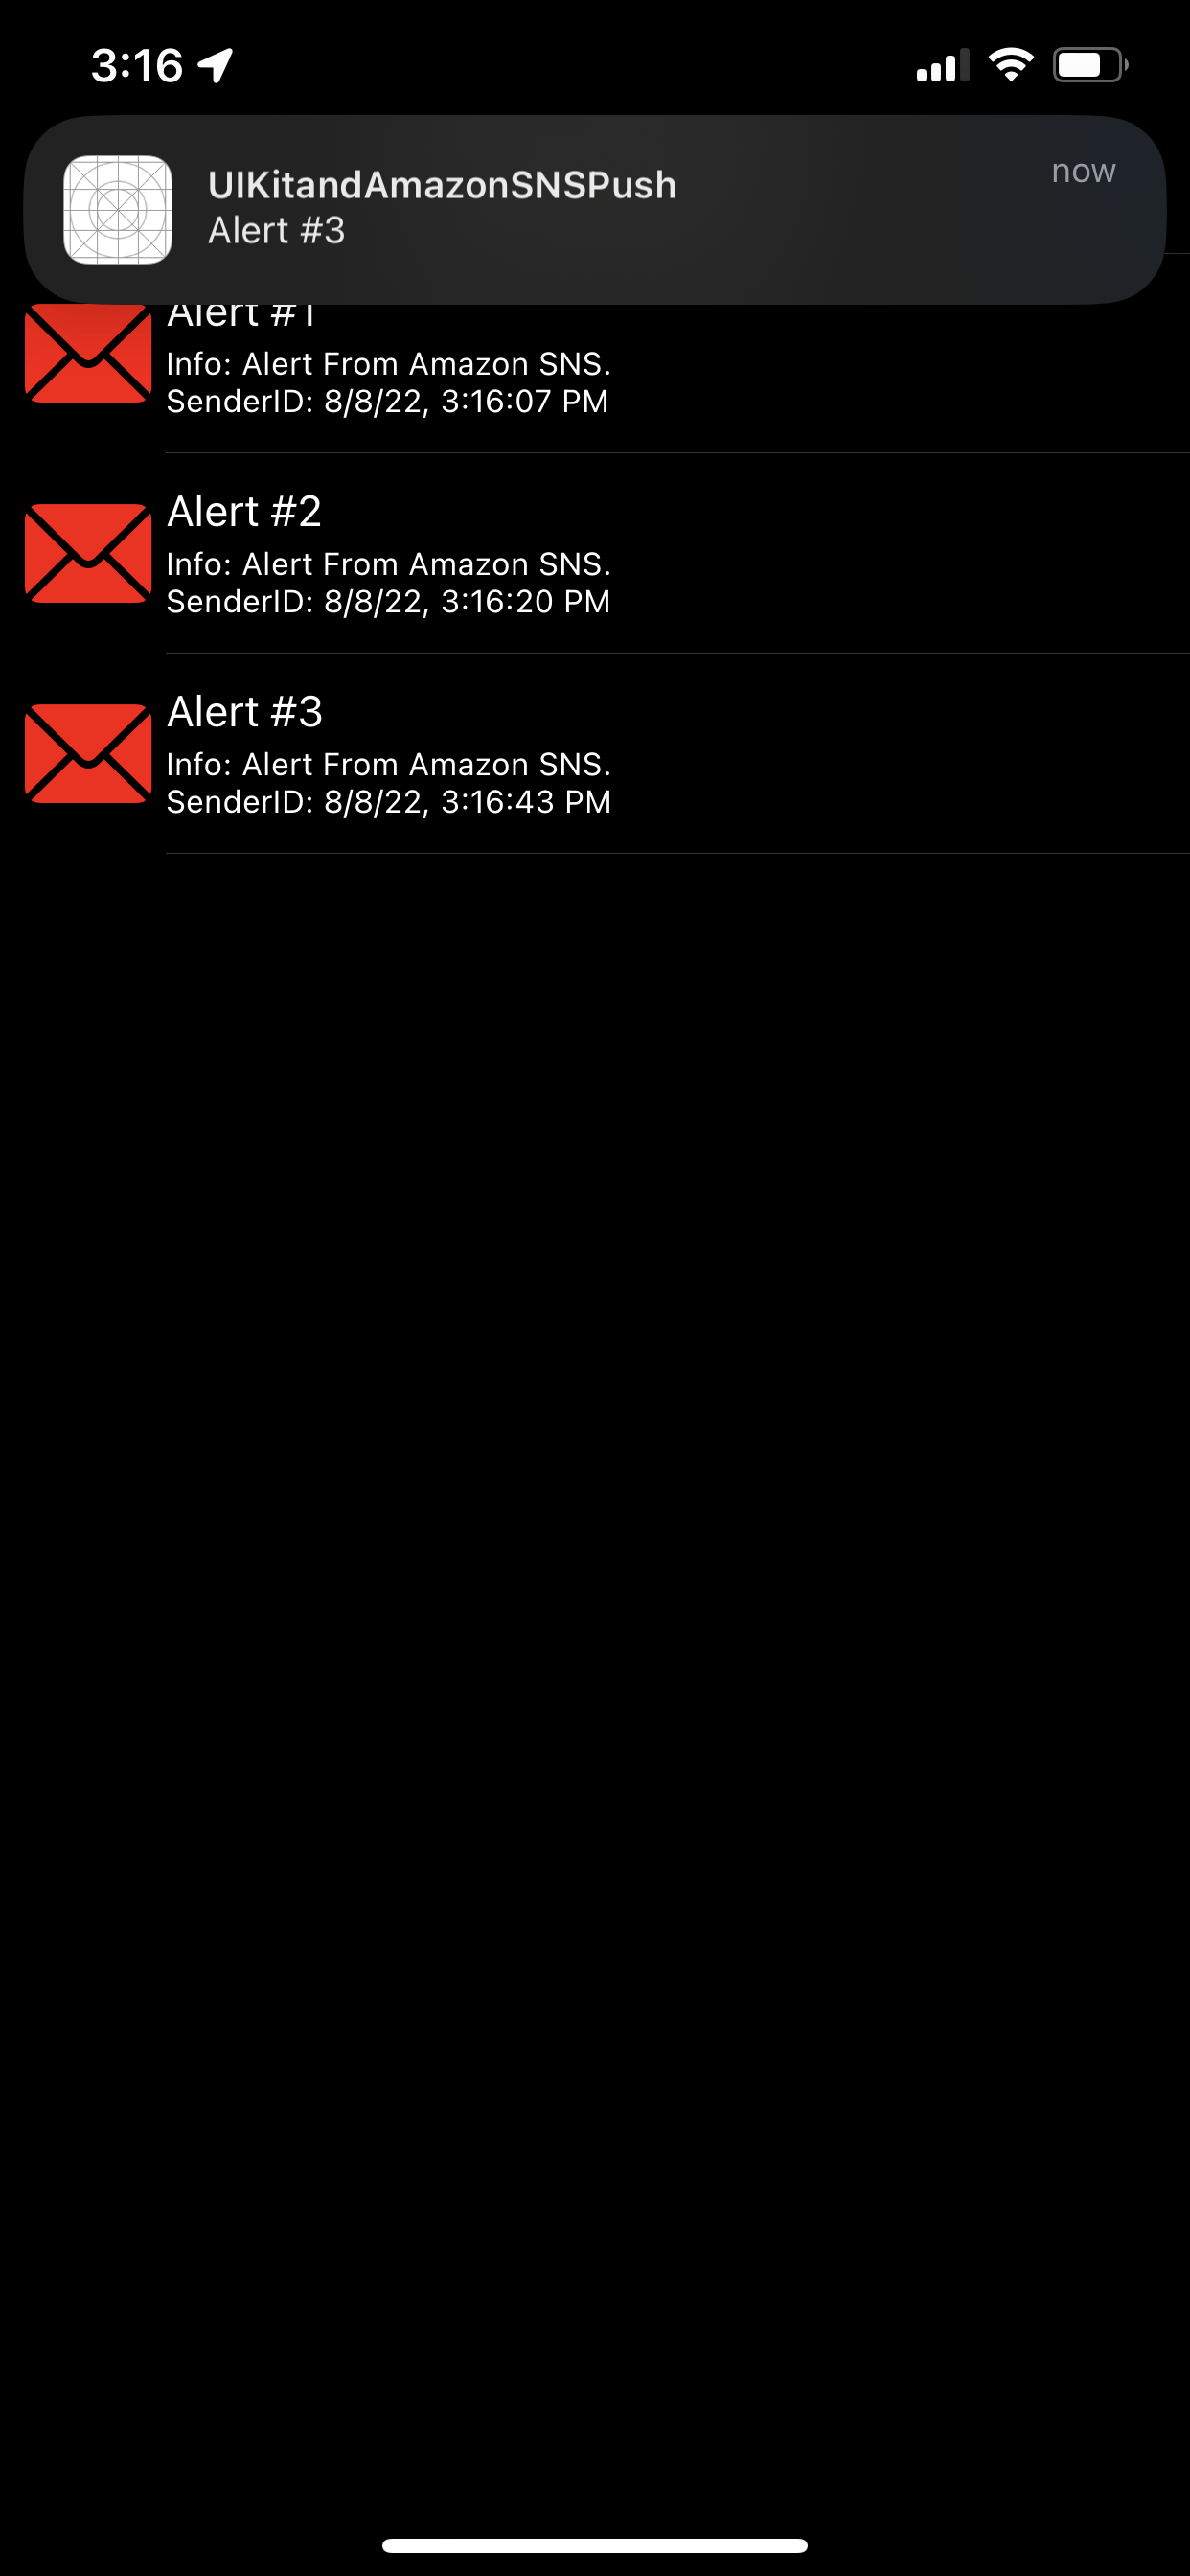 3:16
UIKitandAmazonSNSPush
now
Alert #3
Alert #1
Info: Alert From Amazon SNS.
SenderID: 8/8/22, 3:16:07 PM
Alert #2
Info: Alert From Amazon SNS.
SenderID: 8/8/22, 3:16:20 PM
Alert #3
Info: Alert From Amazon SNS.
SenderID: 8/8/22, 3:16:43 PM